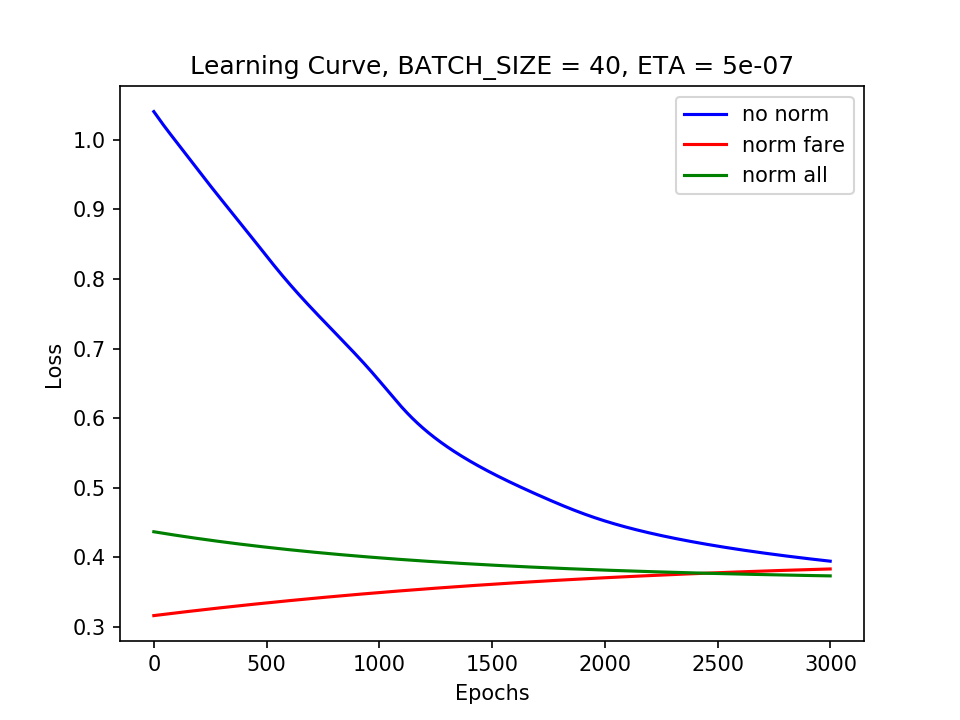 Learning Curve, BATCH_SIZE = 40, ETA = 5e-07
no norm
norm fare
norm all
1.0
0.9
0.8
0.7
0.6
0.5
0.4
0.3
Loss
0 500 1000 1500 2000 2500 3000
Epochs